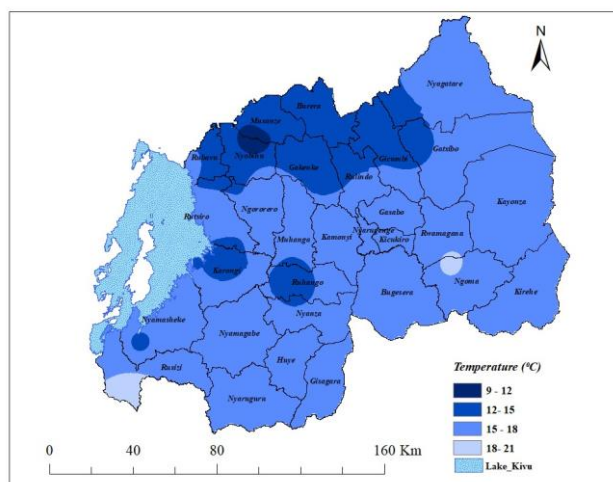 N
Nyagatare
Burera
Musanze
Rubavu
Nyabihu
Gakenke
Gicumbi
Gatsibo
Rulindo
Rutsiro
Ngororero
Gasabo
Kayonza
Muhanga
Kamonyi
Nyarugenge
Rwamagana
Kicukiro
Karongi
Ruhango
Bugesera
Ngoma
Kirehe
Nyamasheke
Nyanza
Nyamagabe
Huye
Rusizi
Gisagara
Nyaruguru
Temperature (⁰C)
9 - 12
12- 15
15 - 18
18- 21
Lake_Kivu
0 40 80 160 Km